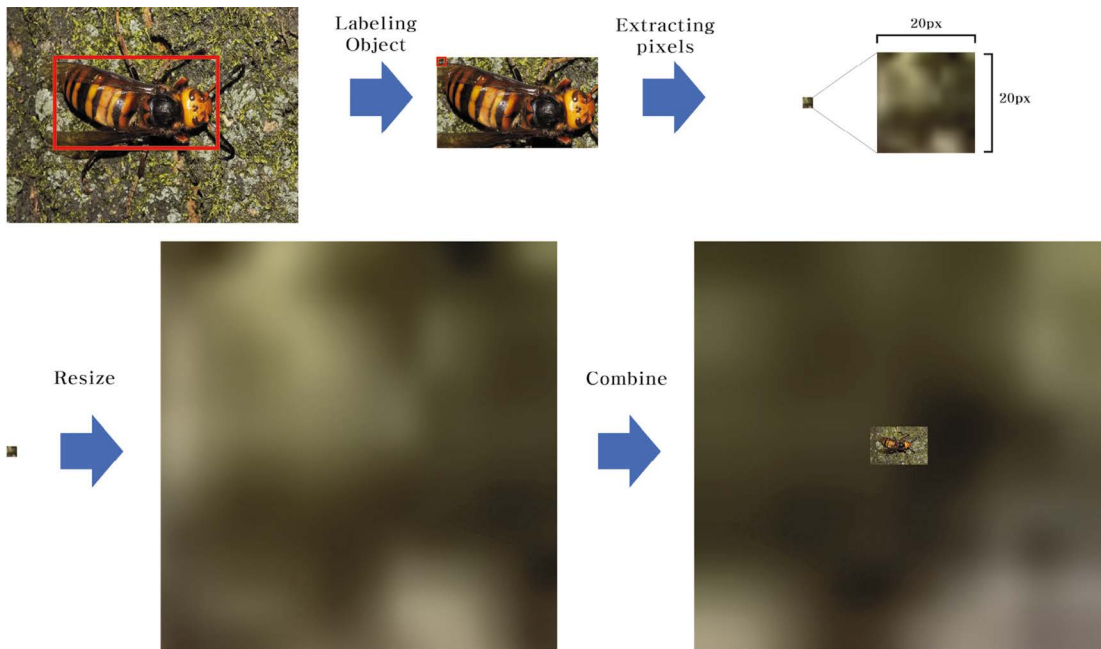 Labeling
Object
Extracting
pixels
20px
20px
Resize
Combine